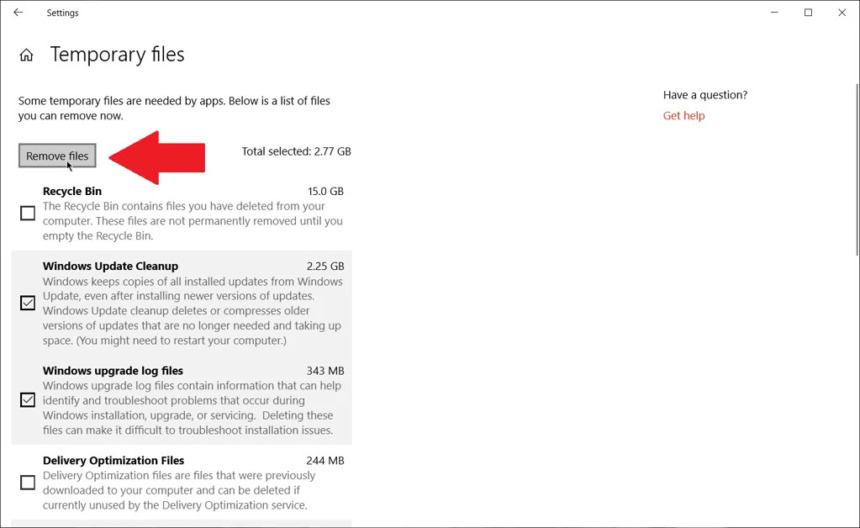 Settings
Temporary files
Some temporary files are needed by apps. Below is a list of files
you can remove now.
Have a question?
Get help
Remove files
Total selected: 2.77 GB
Recycle Bin 15.0 GB
The Recycle Bin contains files you have deleted from your
computer. These files are not permanently removed until you
empty the Recycle Bin.
Windows Update Cleanup 2.25 GB
Windows keeps copies of all installed updates from Windows
Update, even after installing newer versions of updates.
Windows Update cleanup deletes or compresses older
versions of updates that are no longer needed and taking up
space. (You might need to restart your computer.)
Windows upgrade log files 343 MB
Windows upgrade log files contain information that can help
identify and troubleshoot problems that occur during
Windows installation, upgrade, or servicing.  Deleting these
files can make it difficult to troubleshoot installation issues.
Delivery Optimization Files 244 MB
Delivery Optimization files are files that were previously
downloaded to your computer and can be deleted if
currently unused by the Delivery Optimization service.